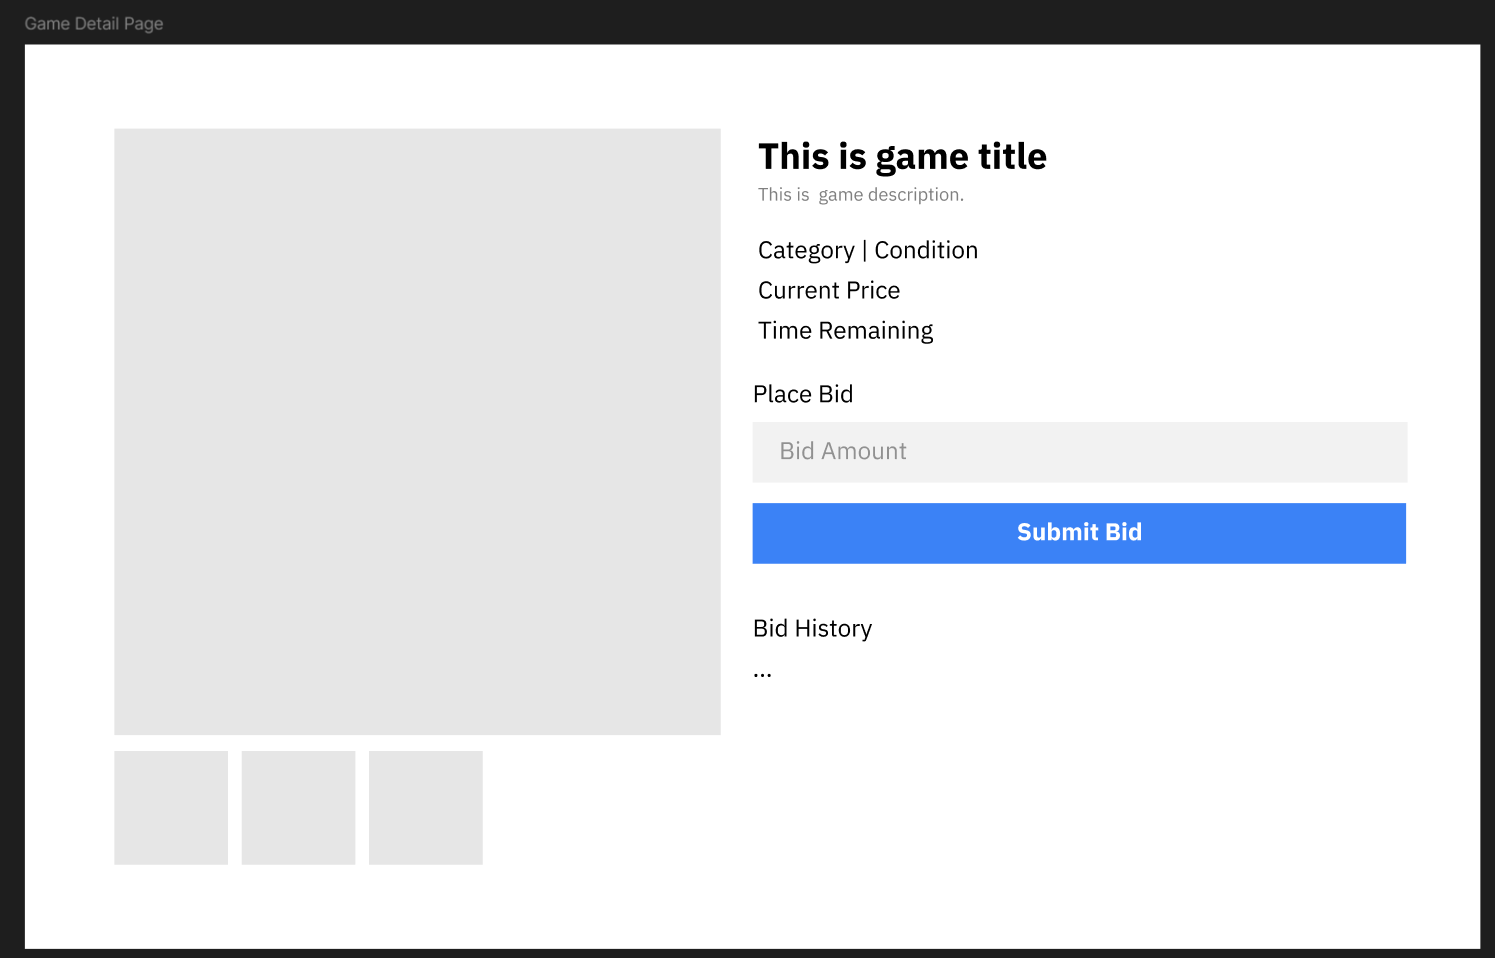 Game Detail Page
This is game title
This is  game description.
Category | Condition
Current Price
Time Remaining
Place Bid
Bid Amount
Submit Bid
Bid History
...